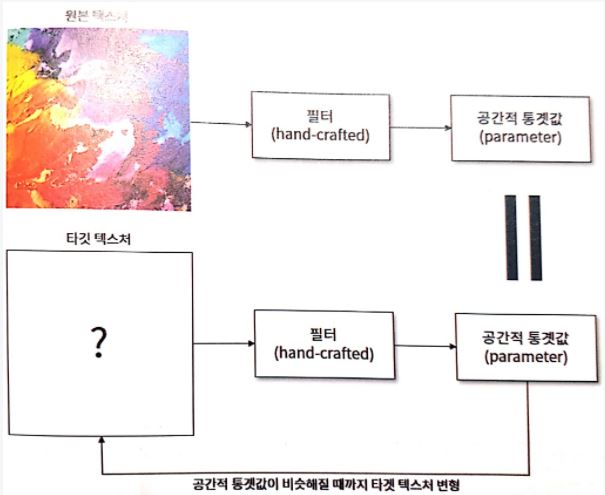 원본 텍스처
필터
(hand-crafted)
공간적 통곗값
(parameter)
타깃 텍스처
?
필터
(hand-crafted)
공간적 통곗값
(parameter)
공간적 통곗값이 비슷해질 때까지 타겟 텍스처 변형